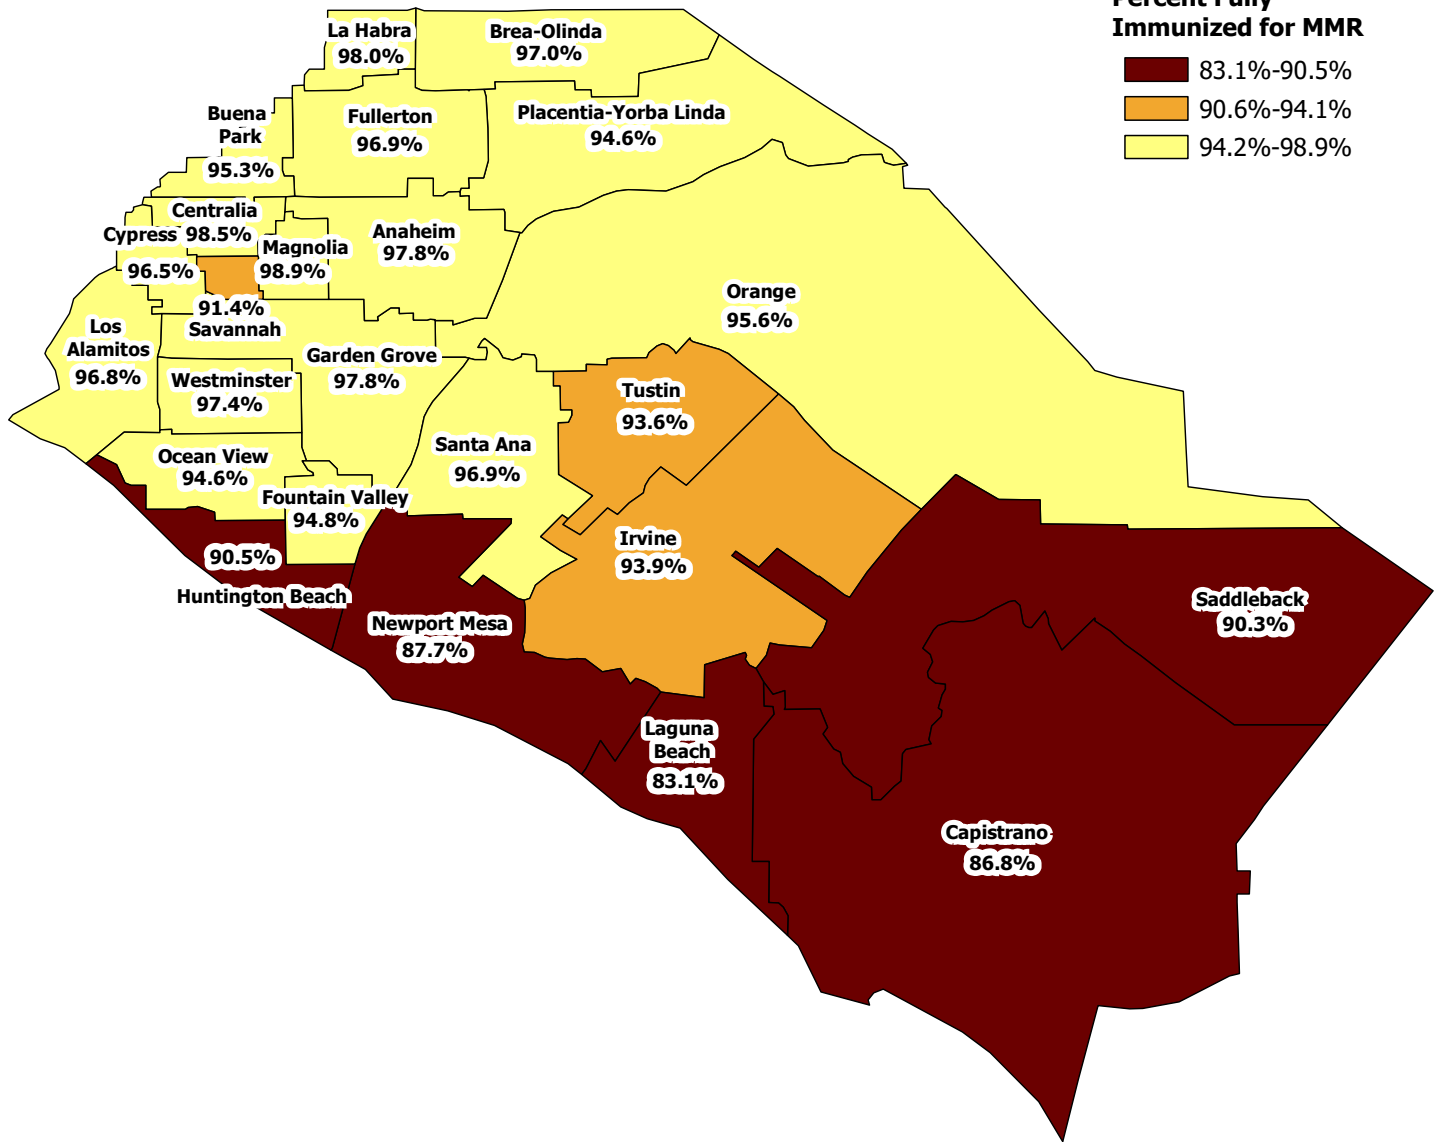 Percent Fully
Immunized for MMR
83.1%-90.5%
90.6%-94.1%
94.2%-98.9%
La Habra
98.0%
Brea-Olinda
97.0%
Buena
Park
95.3%
Fullerton
96.9%
Placentia-Yorba Linda
94.6%
Centralia
98.5%
Cypress
96.5%
Magnolia
98.9%
Anaheim
97.8%
91.4%
Savannah
Orange
95.6%
Los
Alamitos
96.8%
Garden Grove
97.8%
Westminster
97.4%
Tustin
93.6%
Santa Ana
96.9%
Ocean View
94.6%
Fountain Valley
94.8%
Irvine
93.9%
90.5%
Huntington Beach
Newport Mesa
87.7%
Saddleback
90.3%
Laguna
Beach
83.1%
Capistrano
86.8%